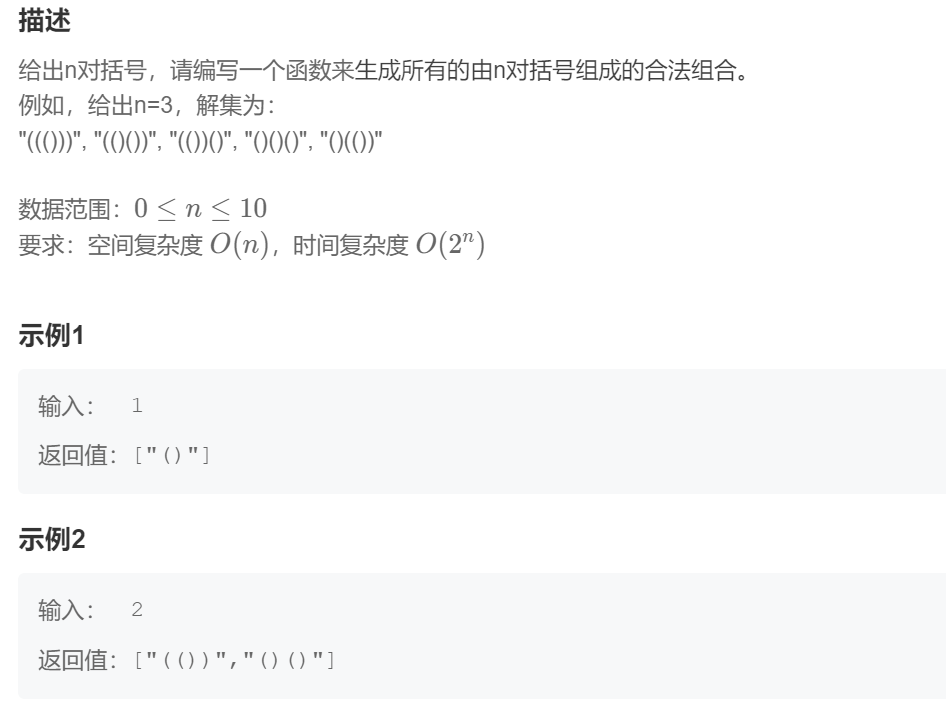 描述
给出n对括号，请编写一个函数来生成所有的由n对括号组成的合法组合。
例如，给出n=3，解集为：
"((()))", "(()())", "(())()", "()()()", "()(())"
数据范围：0 ≤ n ≤ 10
要求：空间复杂度 O(n)，时间复杂度 O(2^n)
示例1
输入： 1
返回值：["()"]
示例2
输入： 2
返回值：["(())","()()"]